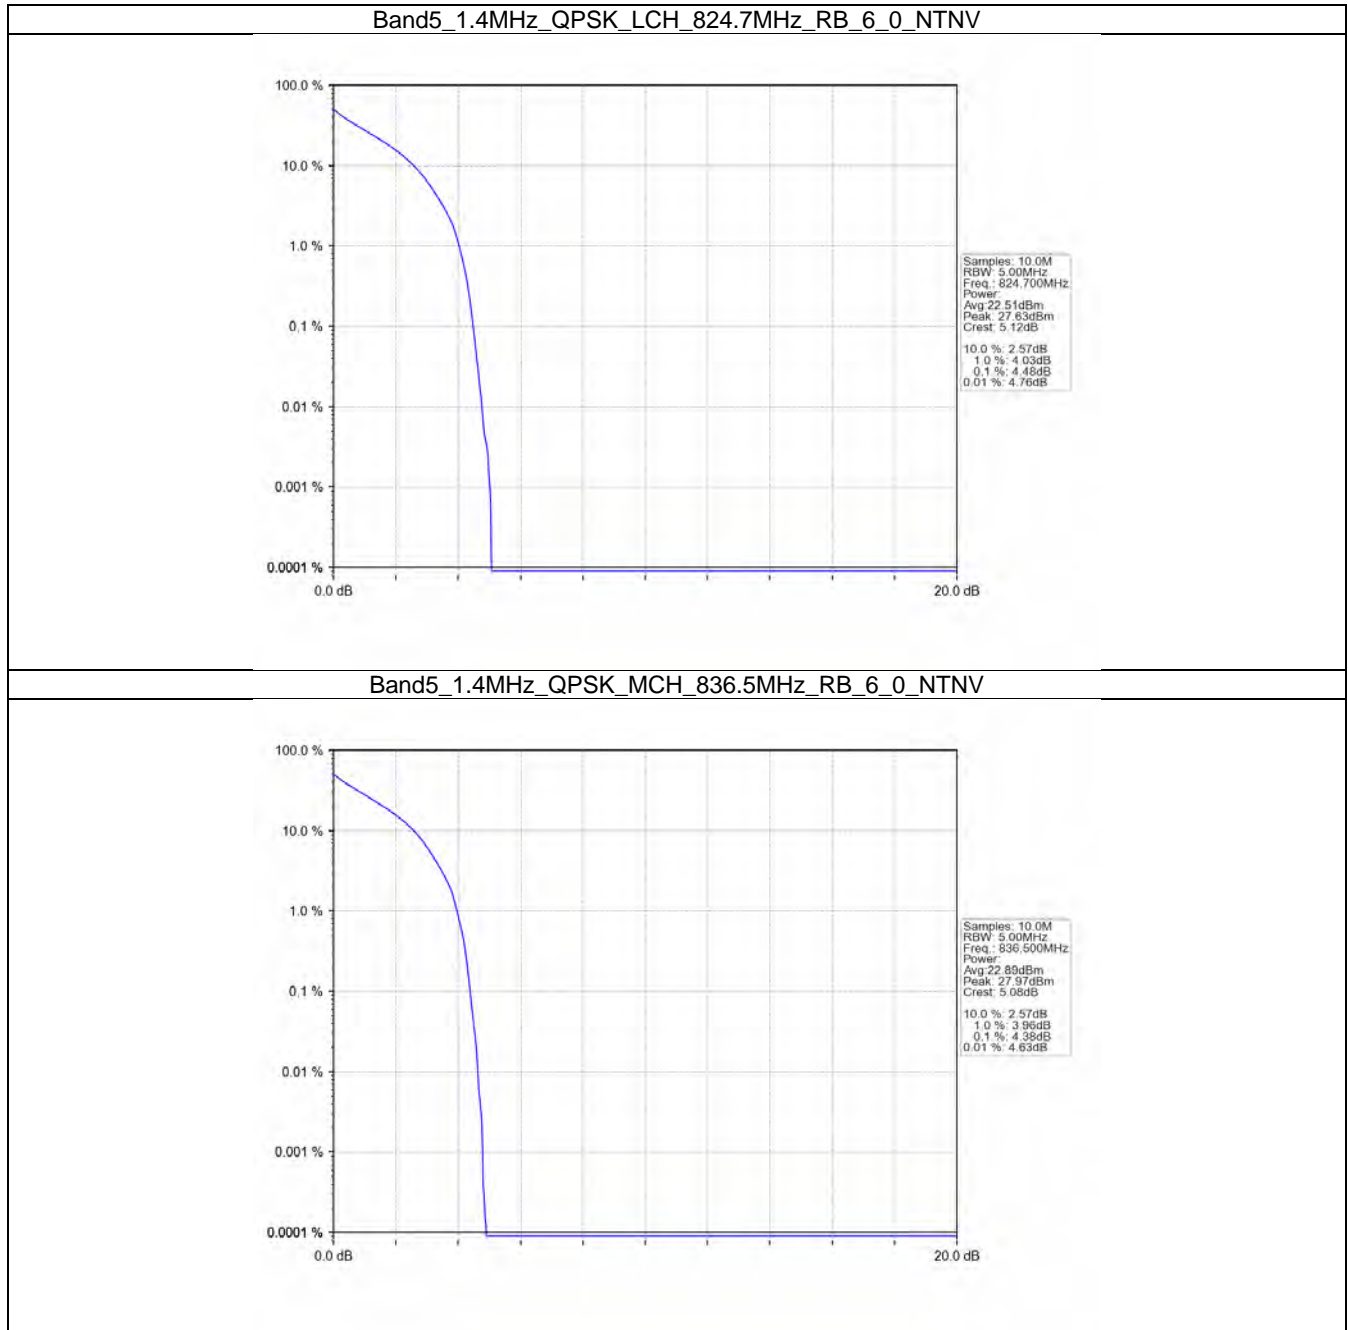 Band5_1.4MHz_QPSK_LCH_824.7MHz_RB_6_0_NTNV
100.0 %
10.0 %
1.0 %
0.1 %
0.01 %
0.001 %
0.0001 %
0.0 dB
20.0 dB
Samples: 10.0M
RBW: 5.00MHz
Freq.: 824.700MHz
Power:
Avg:22.51dBm
Peak: 27.63dBm
Crest: 5.12dB
10.0 %: 2.57dB
1.0 %: 4.03dB
0.1 %: 4.48dB
0.01 %: 4.76dB
Band5_1.4MHz_QPSK_MCH_836.5MHz_RB_6_0_NTNV
100.0 %
10.0 %
1.0 %
0.1 %
0.01 %
0.001 %
0.0001 %
0.0 dB
20.0 dB
Samples: 10.0M
RBW: 5.00MHz
Freq.: 836.500MHz
Power:
Avg:22.89dBm
Peak: 27.97dBm
Crest: 5.08dB
10.0 %: 2.57dB
1.0 %: 3.96dB
0.1 %: 4.38dB
0.01 %: 4.63dB